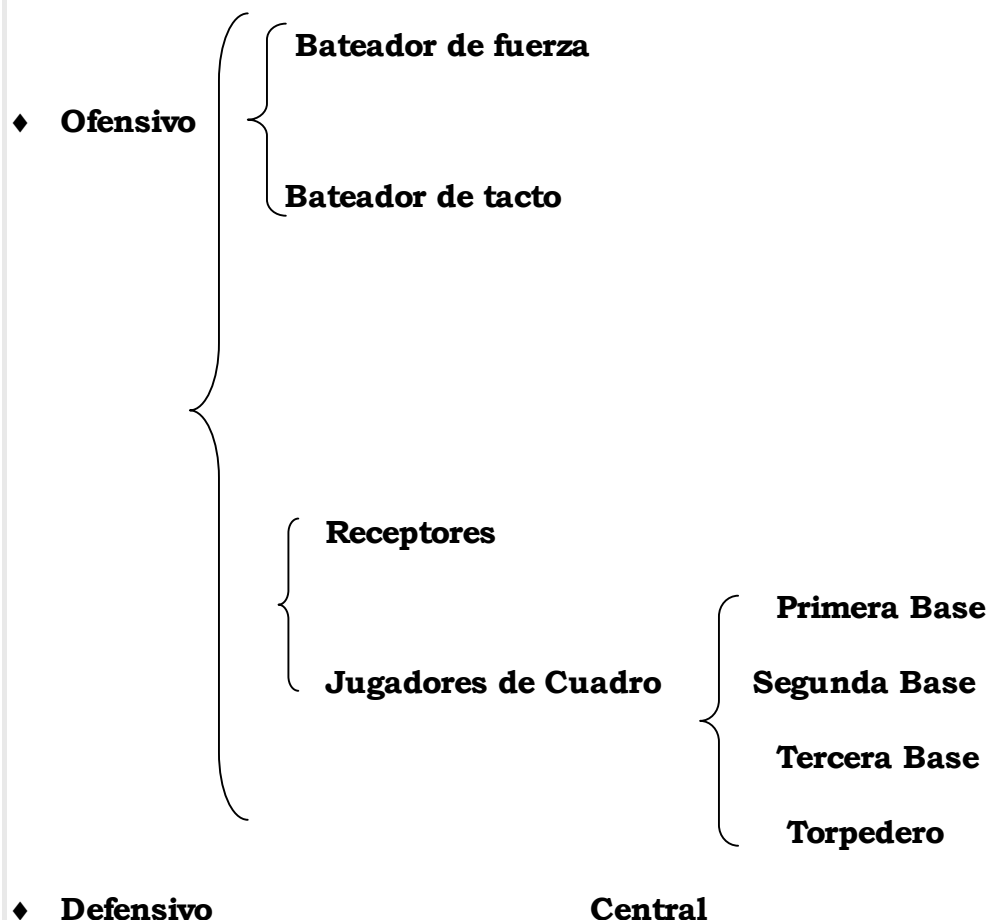 Bateador de fuerza
♦ Ofensivo
Bateador de tacto
Receptores
Primera Base
Jugadores de Cuadro Segunda Base
Tercera Base
Torpedero
♦ Defensivo Central